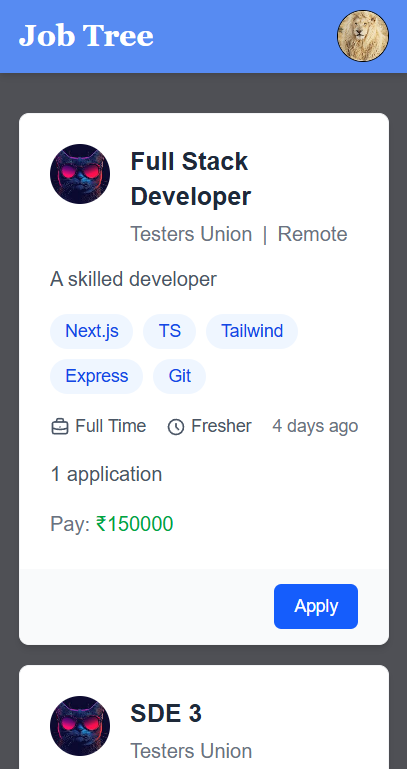 Job Tree
Full Stack
Developer
Testers Union | Remote
A skilled developer
Next.js TS Tailwind
Express Git
Full Time Fresher 4 days ago
1 application
Pay: ₹150000
Apply
SDE 3
Testers Union